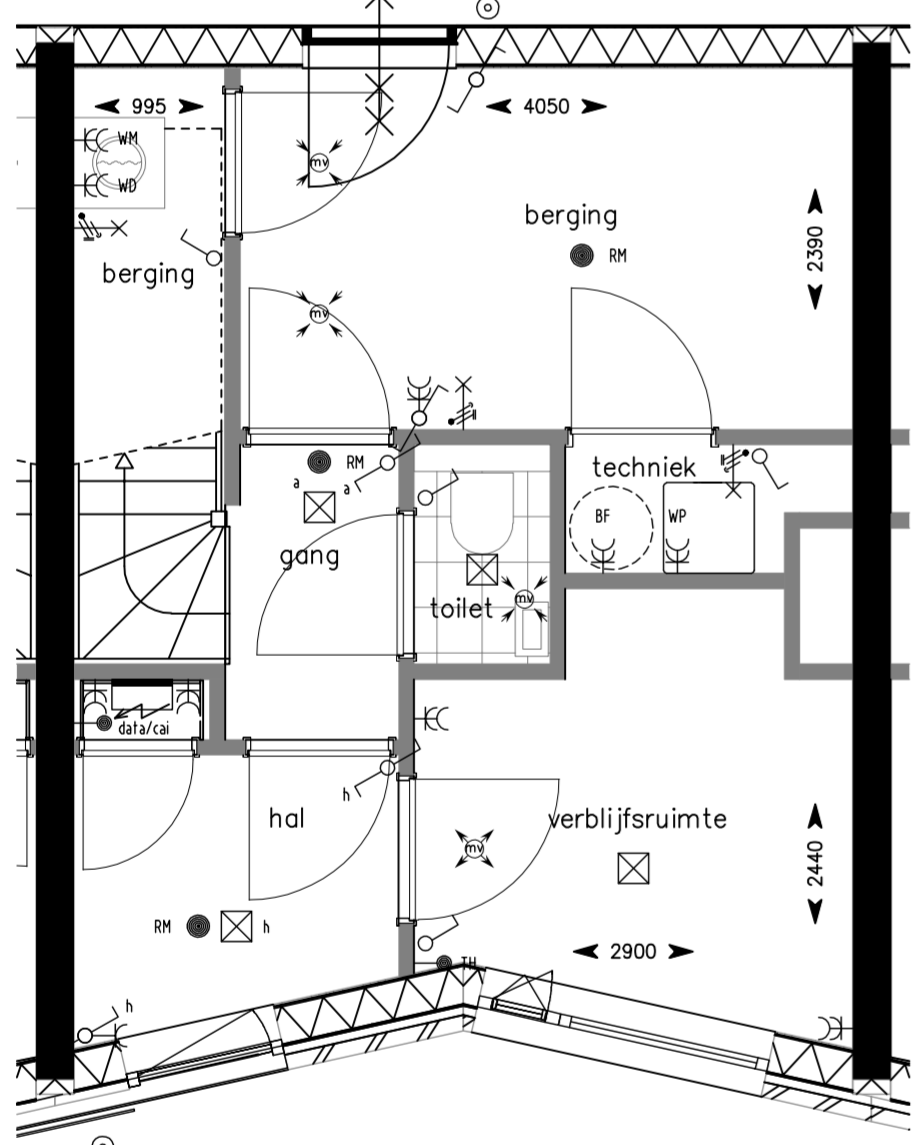 995
4050
WM
mv
WD
berging
2390
RM
berging
mv
RM
a
a
techniek
BF
WP
gang
mv
toilet
data/cai
h
hal
verblijfsruimte
mv
2440
RM
h
2900
TH
h